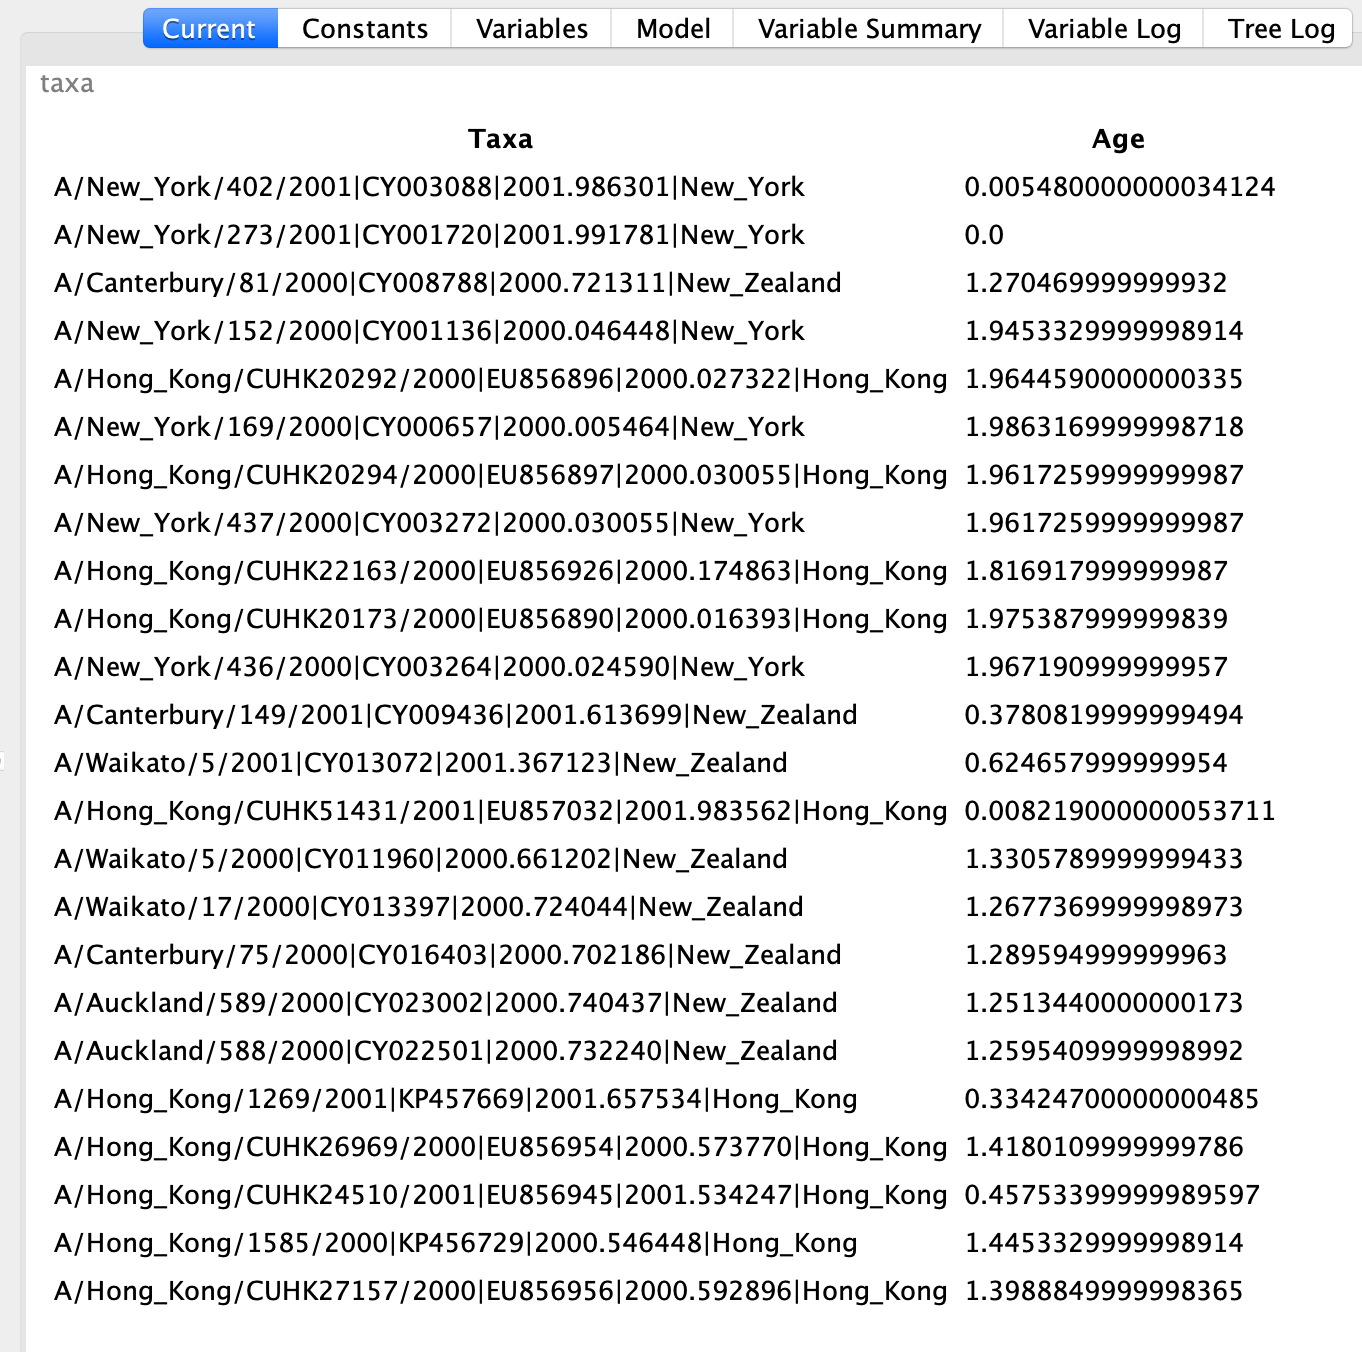 Current Constants Variables Model Variable Summary Variable Log Tree Log
taxa
Taxa Age
A/New_York/402/2001|CY003088|2001.986301|New_York 0.005480000000034124
A/New_York/273/2001|CY001720|2001.991781|New_York 0.0
A/Canterbury/81/2000|CY008788|2000.721311|New_Zealand 1.270469999999932
A/New_York/152/2000|CY001136|2000.046448|New_York 1.9453329999998914
A/Hong_Kong/CUHK20292/2000|EU856896|2000.027322|Hong_Kong 1.9644590000000335
A/New_York/169/2000|CY000657|2000.005464|New_York 1.9863169999998718
A/Hong_Kong/CUHK20294/2000|EU856897|2000.030055|Hong_Kong 1.9617259999999987
A/New_York/437/2000|CY003272|2000.030055|New_York 1.9617259999999987
A/Hong_Kong/CUHK22163/2000|EU856926|2000.174863|Hong_Kong 1.816917999999987
A/Hong_Kong/CUHK20173/2000|EU856890|2000.016393|Hong_Kong 1.975387999999839
A/New_York/436/2000|CY003264|2000.024590|New_York 1.967190999999957
A/Canterbury/149/2001|CY009436|2001.613699|New_Zealand 0.3780819999999494
A/Waikato/5/2001|CY013072|2001.367123|New_Zealand 0.624657999999954
A/Hong_Kong/CUHK51431/2001|EU857032|2001.983562|Hong_Kong 0.008219000000053711
A/Waikato/5/2000|CY011960|2000.661202|New_Zealand 1.3305789999999433
A/Waikato/17/2000|CY013397|2000.724044|New_Zealand 1.2677369999998973
A/Canterbury/75/2000|CY016403|2000.702186|New_Zealand 1.289594999999963
A/Auckland/589/2000|CY023002|2000.740437|New_Zealand 1.2513440000000173
A/Auckland/588/2000|CY022501|2000.732240|New_Zealand 1.2595409999998992
A/Hong_Kong/1269/2001|KP457669|2001.657534|Hong_Kong 0.33424700000000485
A/Hong_Kong/CUHK26969/2000|EU856954|2000.573770|Hong_Kong 1.4180109999999786
A/Hong_Kong/CUHK24510/2001|EU856945|2001.534247|Hong_Kong 0.45753399999989597
A/Hong_Kong/1585/2000|KP456729|2000.546448|Hong_Kong 1.4453329999998914
A/Hong_Kong/CUHK27157/2000|EU856956|2000.592896|Hong_Kong 1.3988849999998365